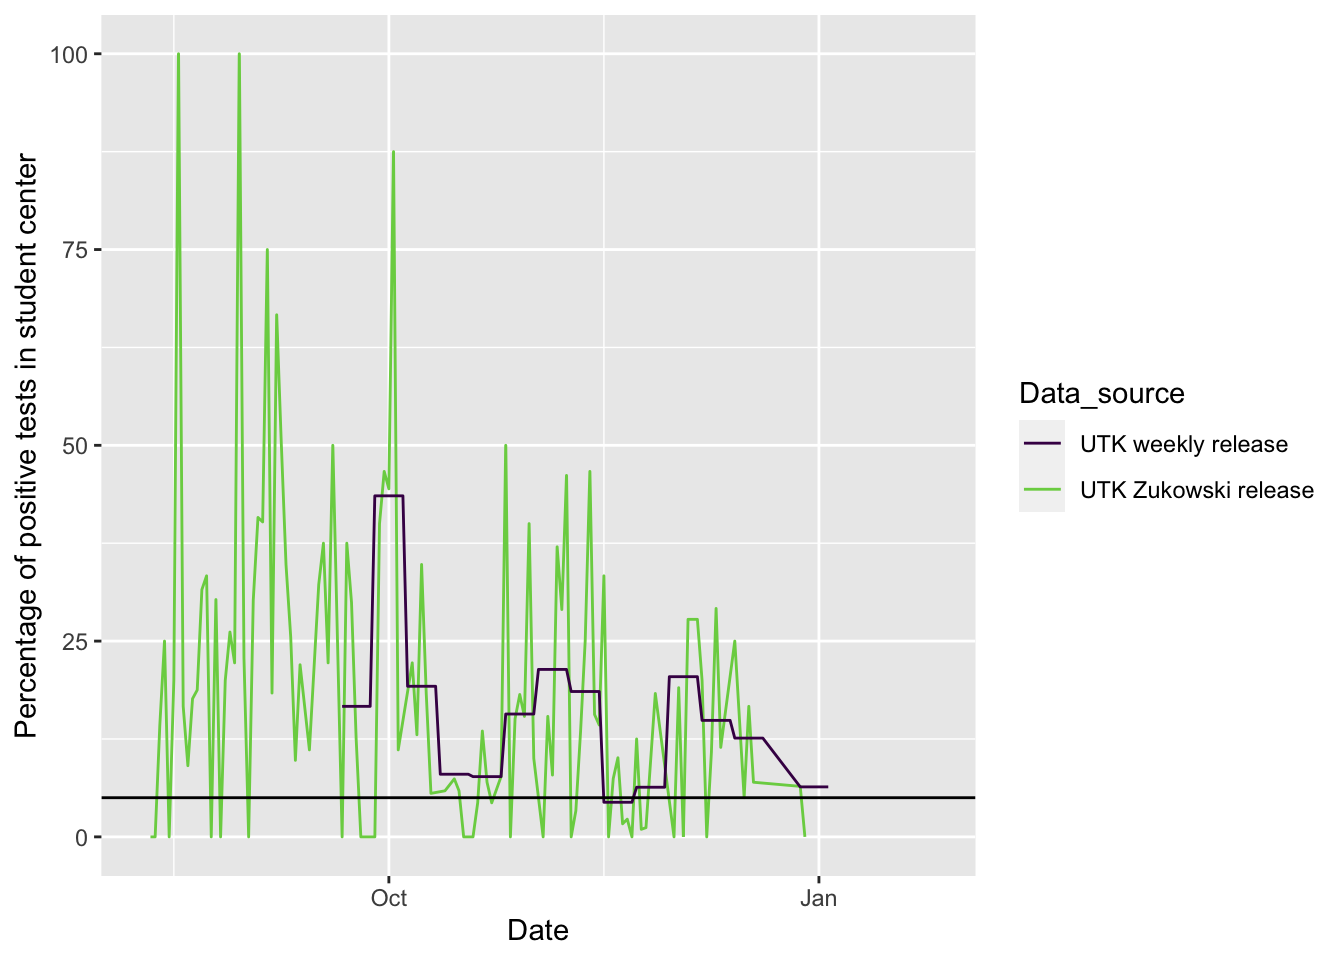 Percentage of positive tests in student center
100
75
50
25
0
Oct
Jan
Date
Data_source
UTK weekly release
UTK Zukowski release